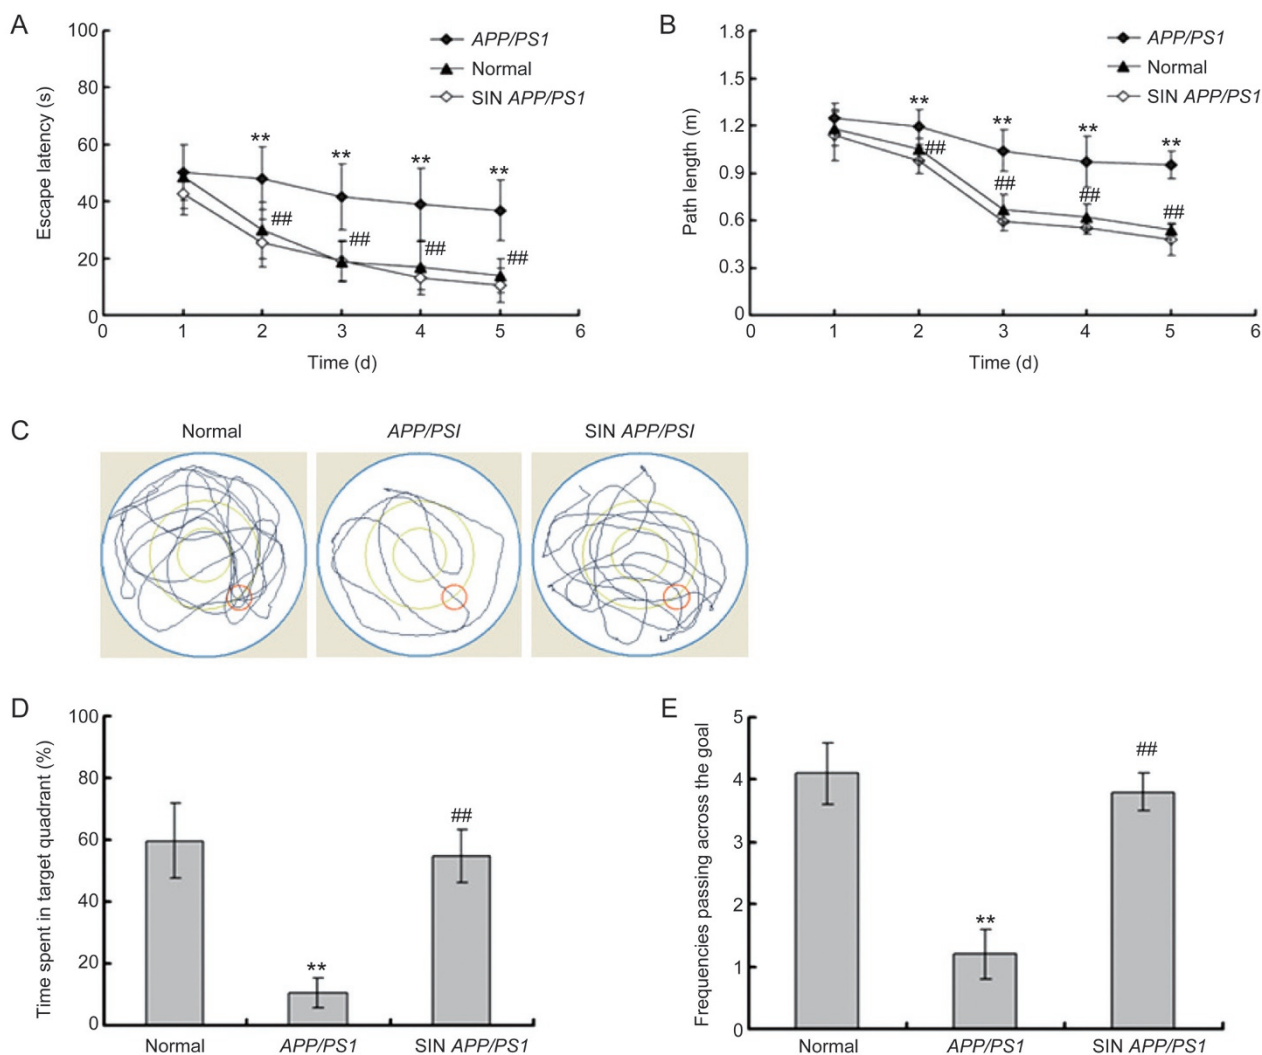 A
Escape latency (s)
100
80
60
40
20
0
0 1 2 3 4 5 6
Time (d)
APP/PS1
Normal
SIN APP/PS1
** ** ** **
## ## ## ##
B
Path length (m)
1.8
1.5
1.2
0.9
0.6
0.3
0
0 1 2 3 4 5 6
Time (d)
APP/PS1
Normal
SIN APP/PS1
** ** ** **
## ## ## ##
C
Normal
APP/PSI
SIN APP/PSI
D
Time spent in target quadrant (%)
100
80
60
40
20
0
**
##
Normal APP/PS1 SIN APP/PS1
E
Frequencies passing across the goal
5
4
3
2
1
0
**
##
Normal APP/PS1 SIN APP/PS1